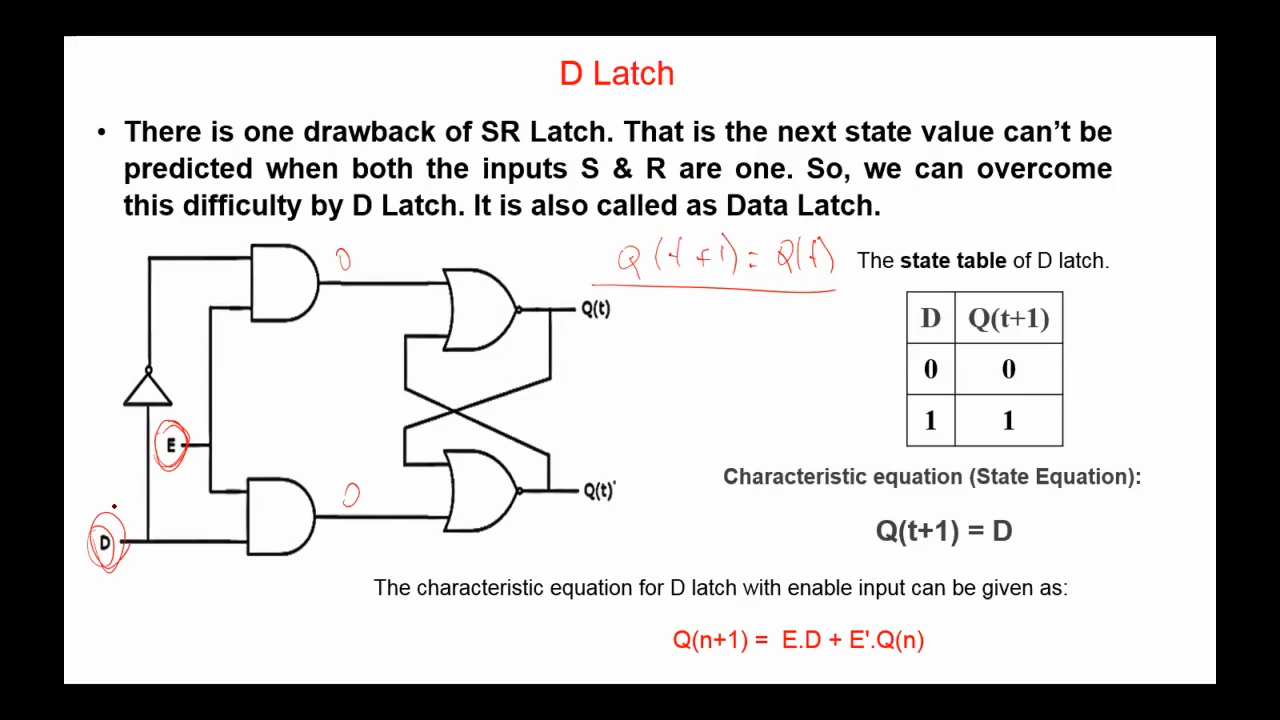 D Latch
• There is one drawback of SR Latch. That is the next state value can't be
predicted when both the inputs S & R are one. So, we can overcome
this difficulty by D Latch. It is also called as Data Latch.
0
Q(t+1) = Q(t)
The state table of D latch.
Q(t)
D Q(t+1)
0 0
1 1
E
Characteristic equation (State Equation):
0
Q(t)'
D
Q(t+1) = D
The characteristic equation for D latch with enable input can be given as:
Q(n+1) = E.D + E'.Q(n)